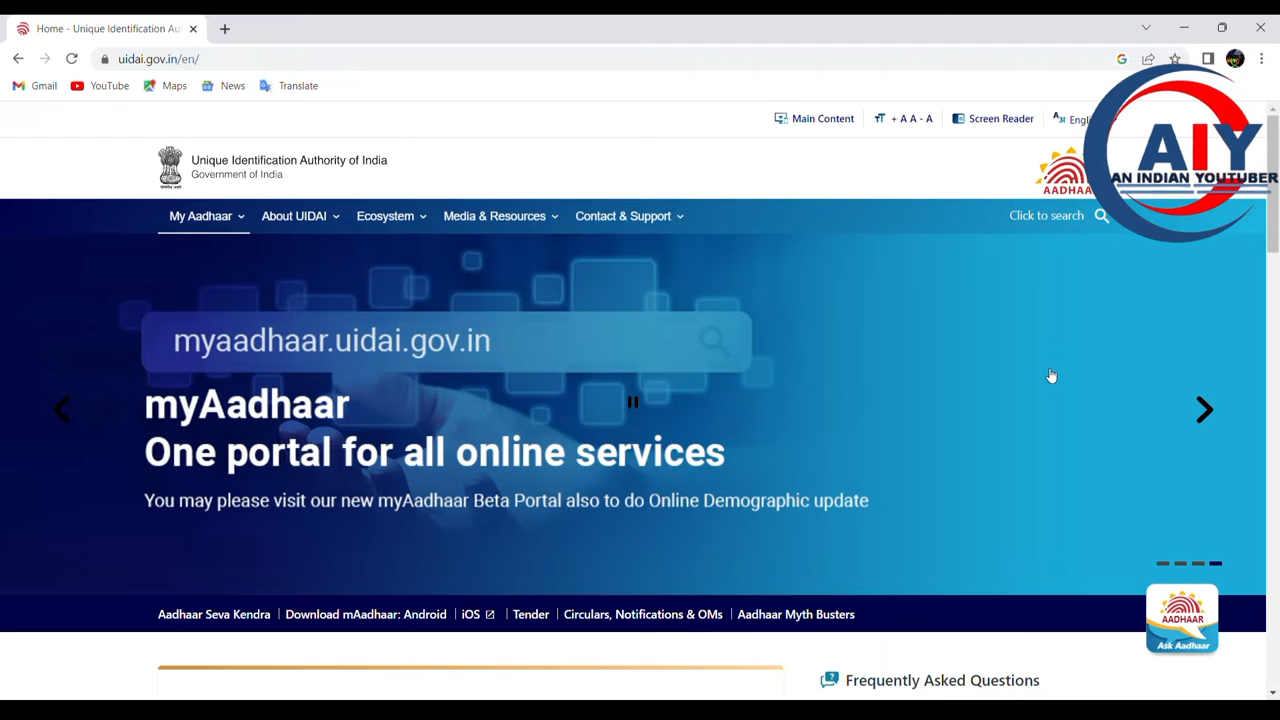 Home - Unique Identification Au
uidai.gov.in/en/
Gmail YouTube Maps News Translate
Main Content + A A - A Screen Reader Engli
AIY
AN INDIAN YOUTUBER
Unique Identification Authority of India
Government of India
AADHAA
My Aadhaar About UIDAI Ecosystem Media & Resources Contact & Support Click to search
myaadhaar.uidai.gov.in
myAadhaar
One portal for all online services
You may please visit our new myAadhaar Beta Portal also to do Online Demographic update
Aadhaar Seva Kendra Download mAadhaar: Android iOS Tender Circulars, Notifications & OMs Aadhaar Myth Busters
AADHAAR
Ask Aadhaar
Frequently Asked Questions